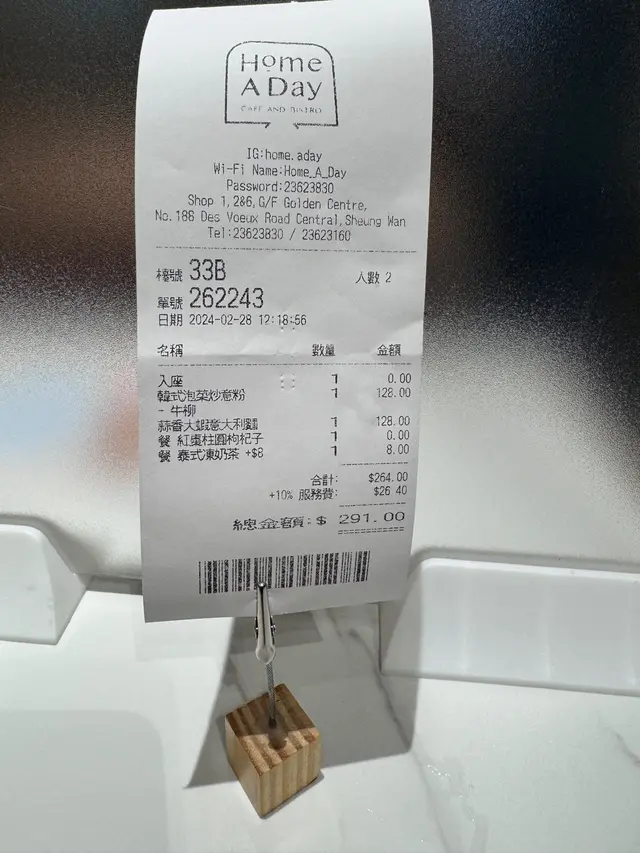 Home
A Day
CAFE AND BISTRO
IG:home.aday
Wi-Fi Name:Home_A_Day
Password:23623830
Shop 1,2&6,G/F Golden Centre,
No.186 Des Voeux Road Central,Sheung Wan
Tel:23623830 / 23623160
檯號 33B 人數 2
單號 262243
日期 2024-02-28 12:18:56
名稱 數量 金額
入座 1 0.00
韓式泡菜炒意粉 1 128.00
- 牛柳
蒜香大蝦意大利麵 1 128.00
餐 紅棗桂圓枸杞子 1 0.00
餐 泰式凍奶茶 +$8 1 8.00
合計: $264.00
+10% 服務費: $26.40
總金額: $ 291.00